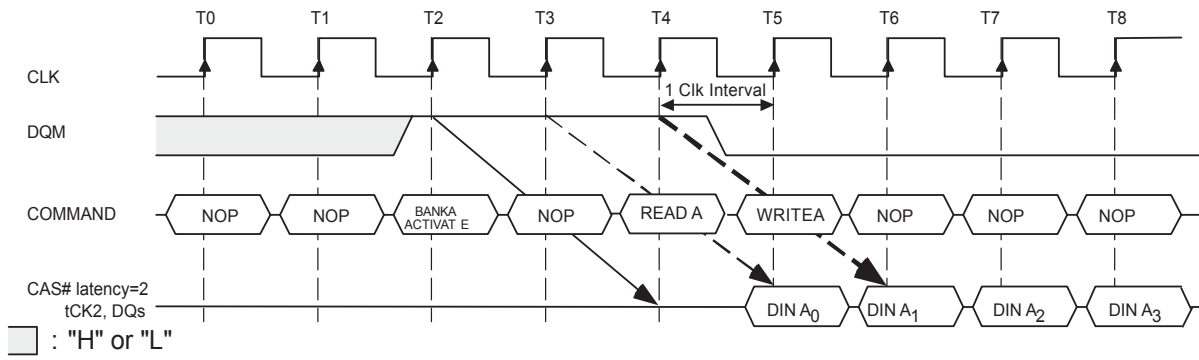 T0 T1 T2 T3 T4 T5 T6 T7 T8
CLK
1 Clk Interval
DQM
COMMAND NOP NOP BANKA ACTIVAT E NOP READ A WRITEA NOP NOP NOP
CAS# latency=2
tCK2, DQs
DIN A0 DIN A1 DIN A2 DIN A3
: "H" or "L"